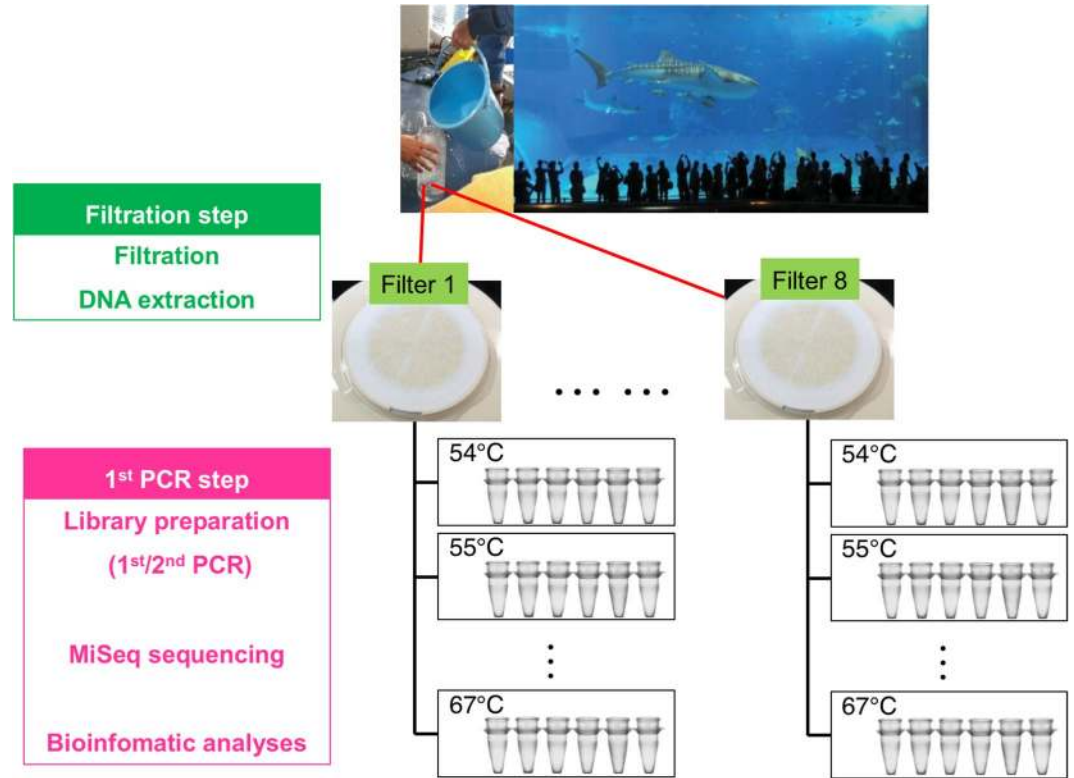 Filtration step
Filtration
DNA extraction
Filter 1
Filter 8
... ...
1st PCR step
Library preparation
(1st/2nd PCR)
MiSeq sequencing
Bioinfomatic analyses
54°C
55°C
67°C
54°C
55°C
67°C